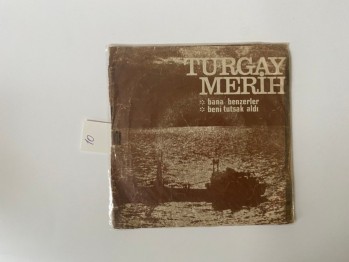 TURGAY
MERİH
bana benzerler
beni tutsak aldı
10